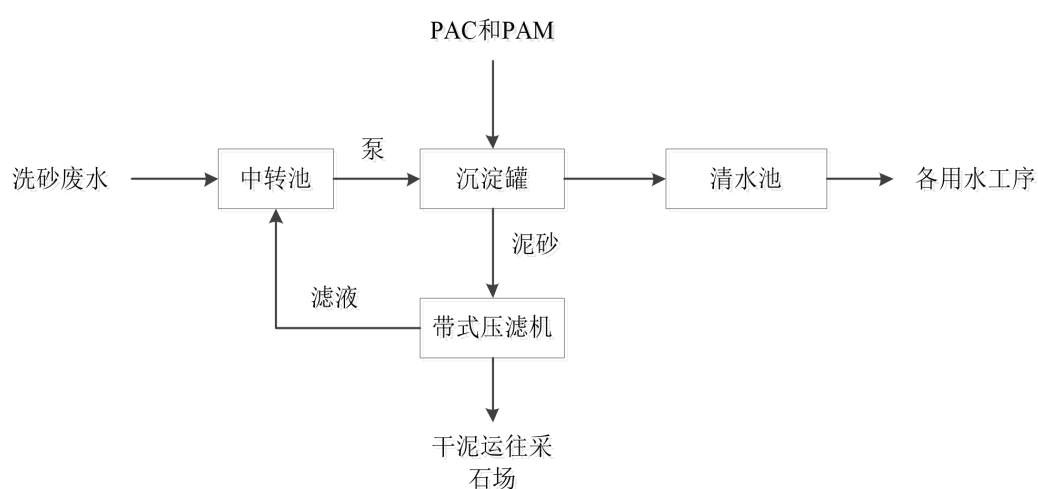 PAC和PAM
泵
洗砂废水
中转池
沉淀罐
清水池
各用水工序
泥砂
滤液
带式压滤机
干泥运往采
石场